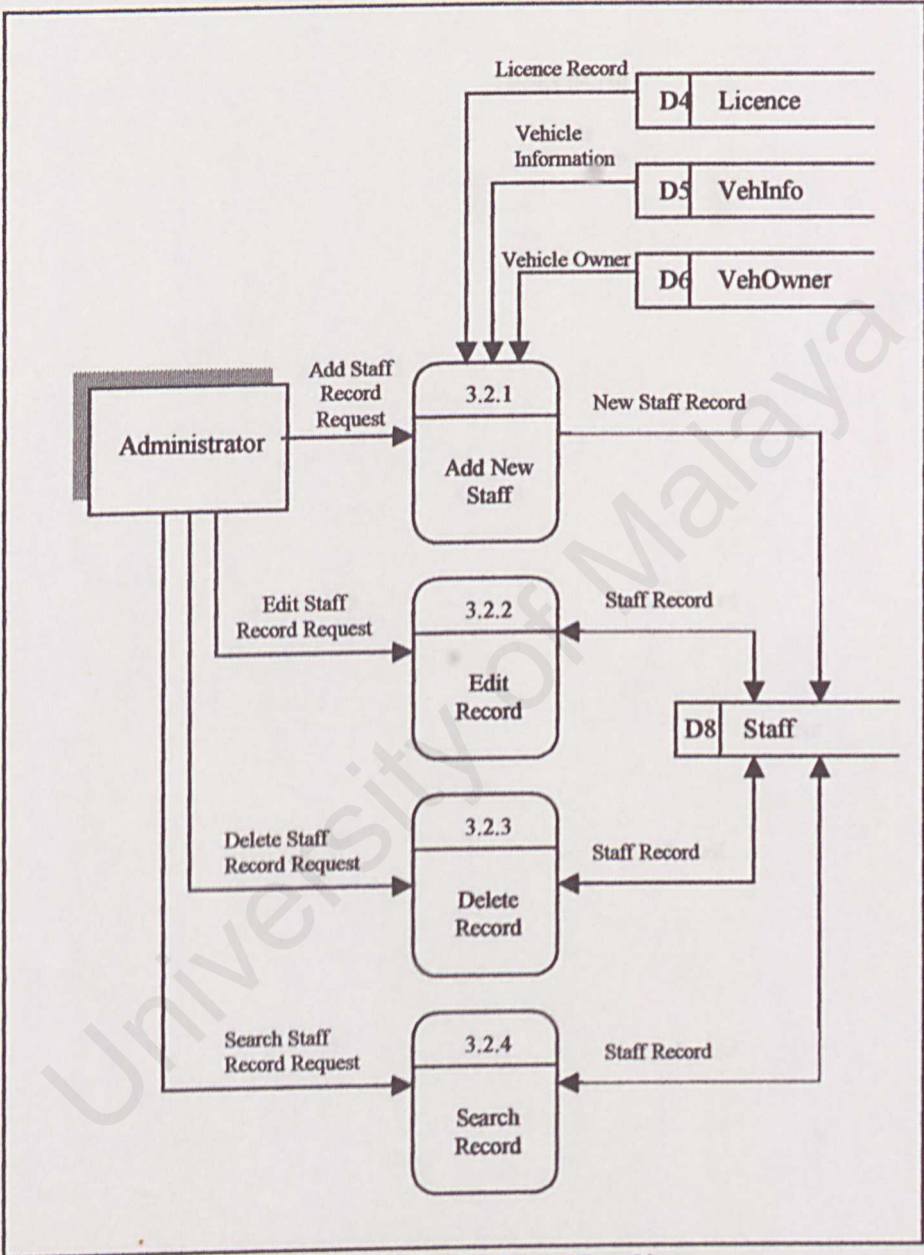 Licence Record
D4 Licence
Vehicle
Information
D5 VehInfo
Vehicle Owner
D6 VehOwner
Administrator
Add Staff
Record
Request
3.2.1
Add New
Staff
New Staff Record
Edit Staff
Record Request
3.2.2
Edit
Record
Staff Record
D8 Staff
Delete Staff
Record Request
3.2.3
Delete
Record
Staff Record
Search Staff
Record Request
3.2.4
Search
Record
Staff Record
University of Malaya